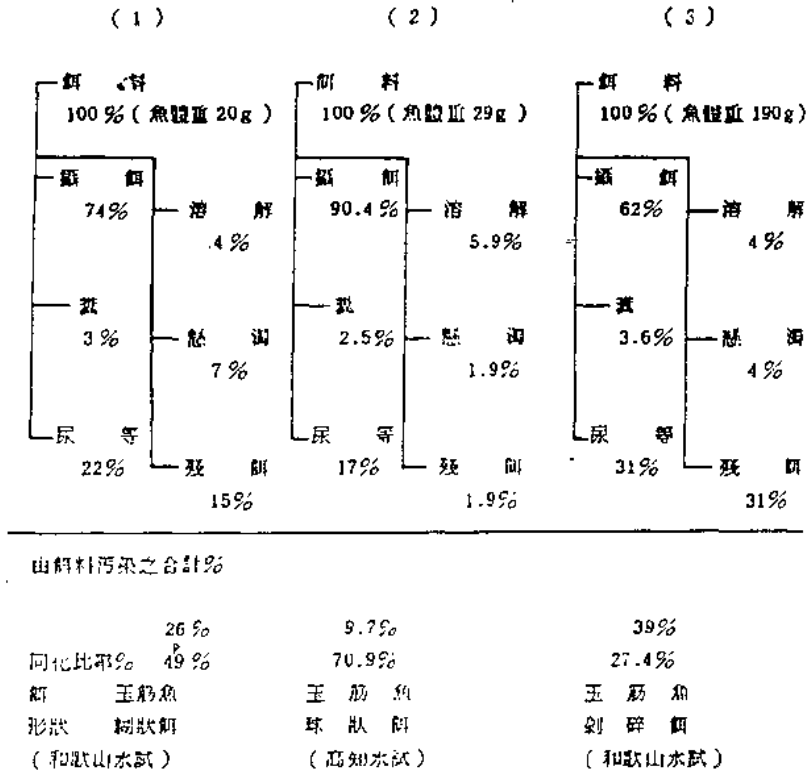 (1) (2) (3)
餌 料 餌 料 餌 料
100%(魚體重 20g) 100%(魚體重 29g) 100%(魚體重 190g)
攝 餌 攝 餌 攝 餌
74% 溶 解 90.4% 溶 解 62% 溶 解
4% 5.9% 4%
糞 糞 糞
3% 懸 濁 2.5% 懸 濁 3.6% 懸 濁
7% 1.9% 4%
尿 等 尿 等 尿 等
22% 殘 餌 17% 殘 餌 31% 殘 餌
15% 1.9% 31%
由餌料污染之合計%
26% 9.7% 39%
同化比率% 49% 70.9% 27.4%
餌 玉筋魚 玉 筋 魚 玉 筋 魚
形狀 糊狀餌 球 狀 餌 剁 碎 餌
(和歌山水試) (高知水試) (和歌山水試)